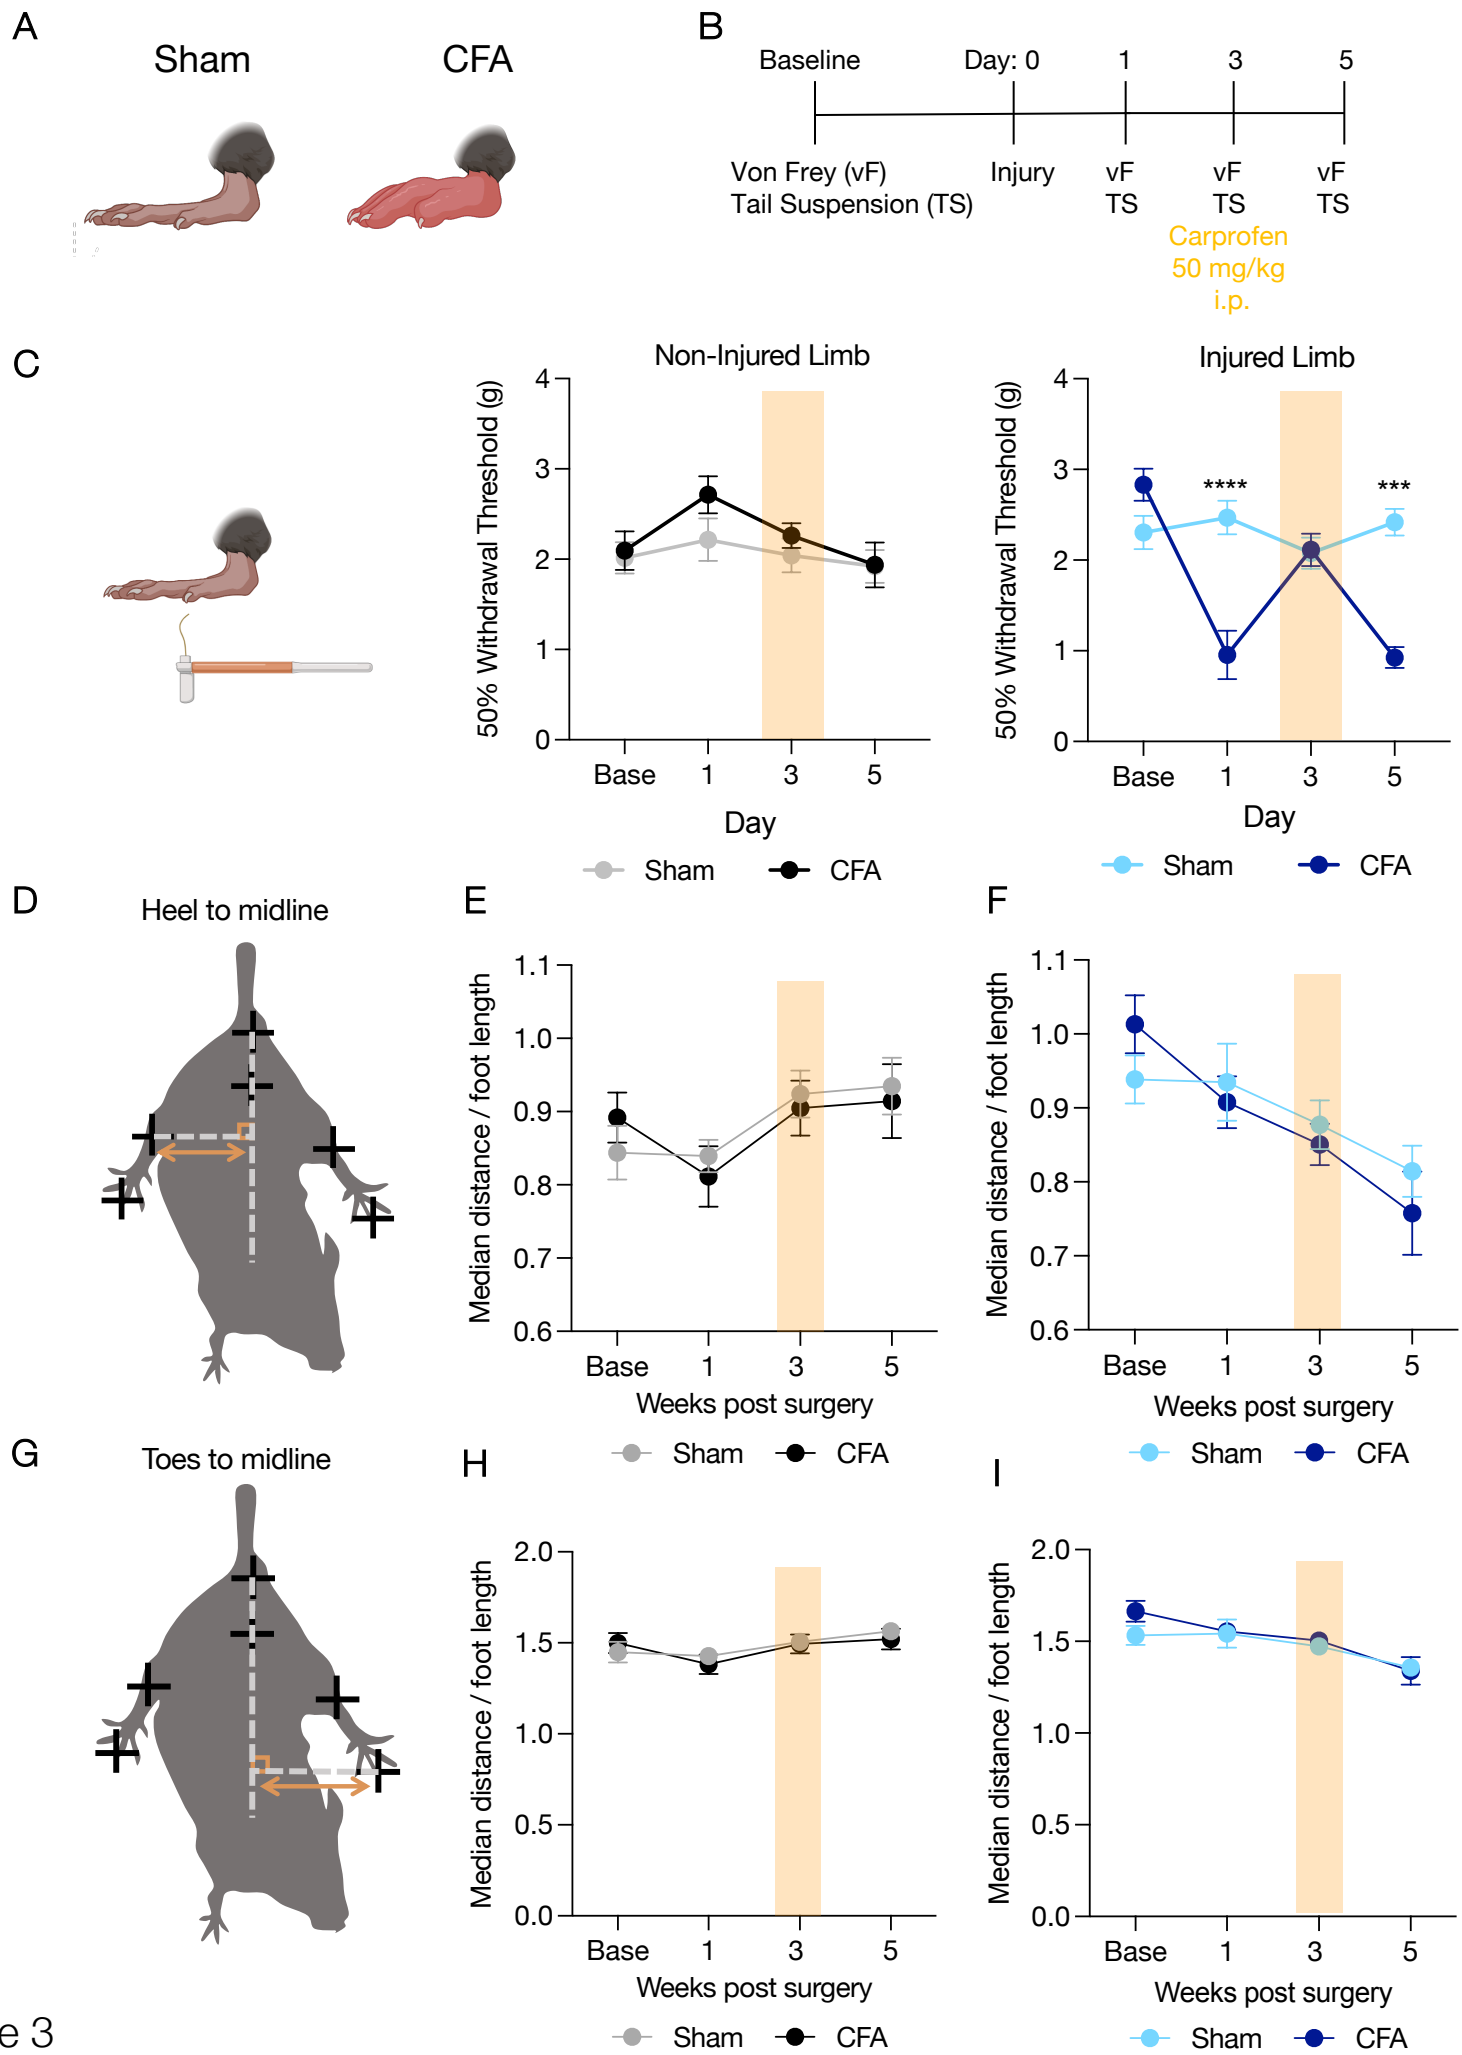 A
Sham
CFA
B
Baseline
Day: 0
1
3
5
Von Frey (vF)
Tail Suspension (TS)
Injury
vF
TS
vF
TS
vF
TS
Carprofen
50 mg/kg
i.p.
C
Non-Injured Limb
50% Withdrawal Threshold (g)
4
3
2
1
0
Base
1
3
5
Day
Sham
CFA
Injured Limb
50% Withdrawal Threshold (g)
4
3
2
1
0
****
***
Base
1
3
5
Day
Sham
CFA
D
Heel to midline
E
Median distance / foot length
1.1
1.0
0.9
0.8
0.7
0.6
Base
1
3
5
Weeks post surgery
Sham
CFA
F
Median distance / foot length
1.1
1.0
0.9
0.8
0.7
0.6
Base
1
3
5
Weeks post surgery
Sham
CFA
G
Toes to midline
H
Median distance / foot length
2.0
1.5
1.0
0.5
0.0
Base
1
3
5
Weeks post surgery
Sham
CFA
I
Median distance / foot length
2.0
1.5
1.0
0.5
0.0
Base
1
3
5
Weeks post surgery
Sham
CFA
e 3